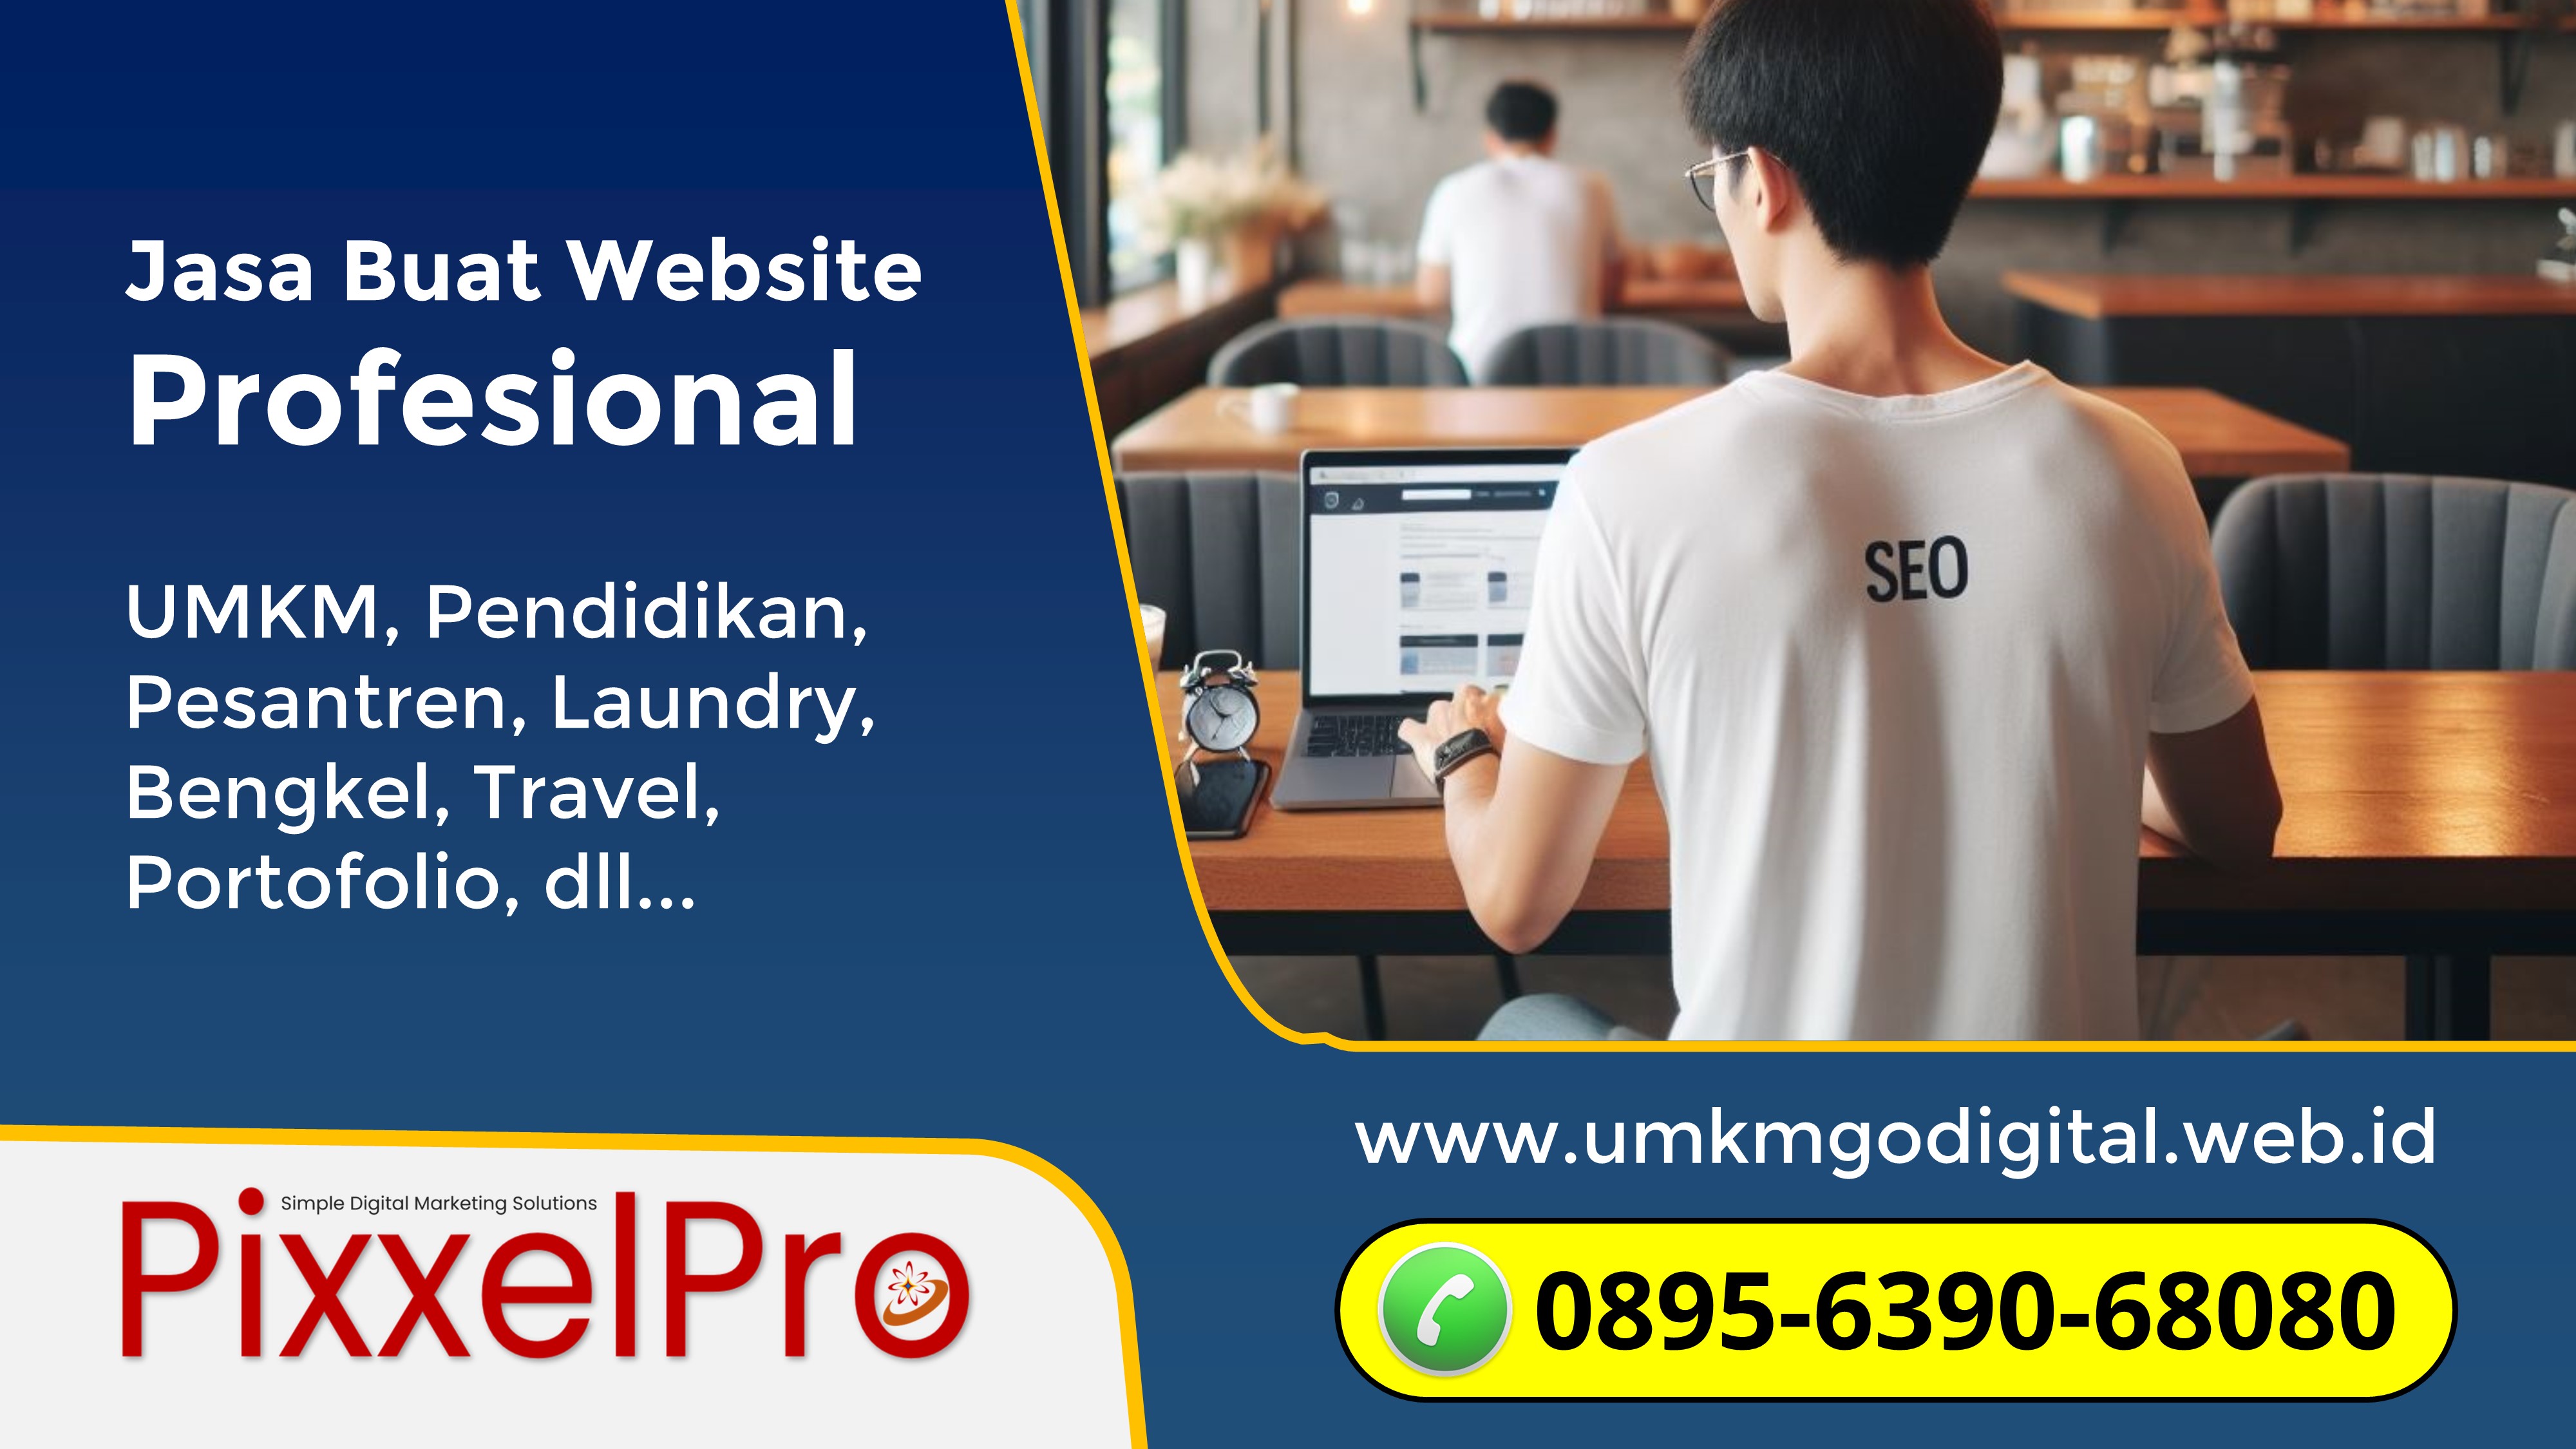 Jasa Buat Website
Profesional
UMKM, Pendidikan,
Pesantren, Laundry,
Bengkel, Travel,
Portofolio, dll...
SEO
www.umkmgodigital.web.id
0895-6390-68080
Simple Digital Marketing Solutions
PixxelPro